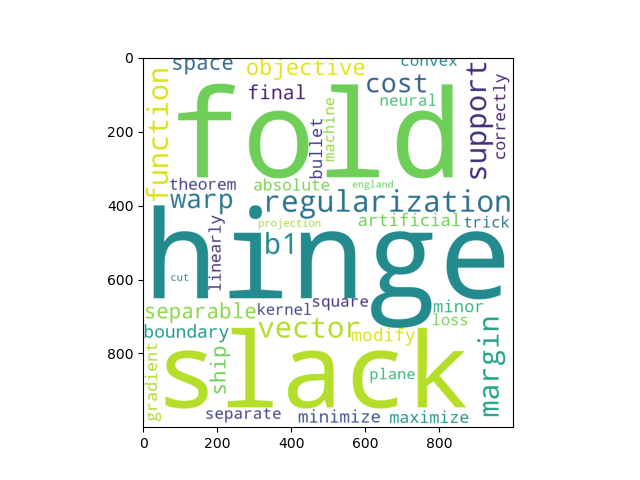 0
200
400
600
800
0
200
400
600
800
space
objective
convex
function
final
cost
neural
support
correctly
fold
bullet
machine
theorem
absolute
england
warp
regularization
projection
artificial
trick
linearly
b1
hinge
cut
separable
kernel
square
minor
loss
boundary
vector
modify
gradient
ship
slack
plane
margin
separate
minimize
maximize